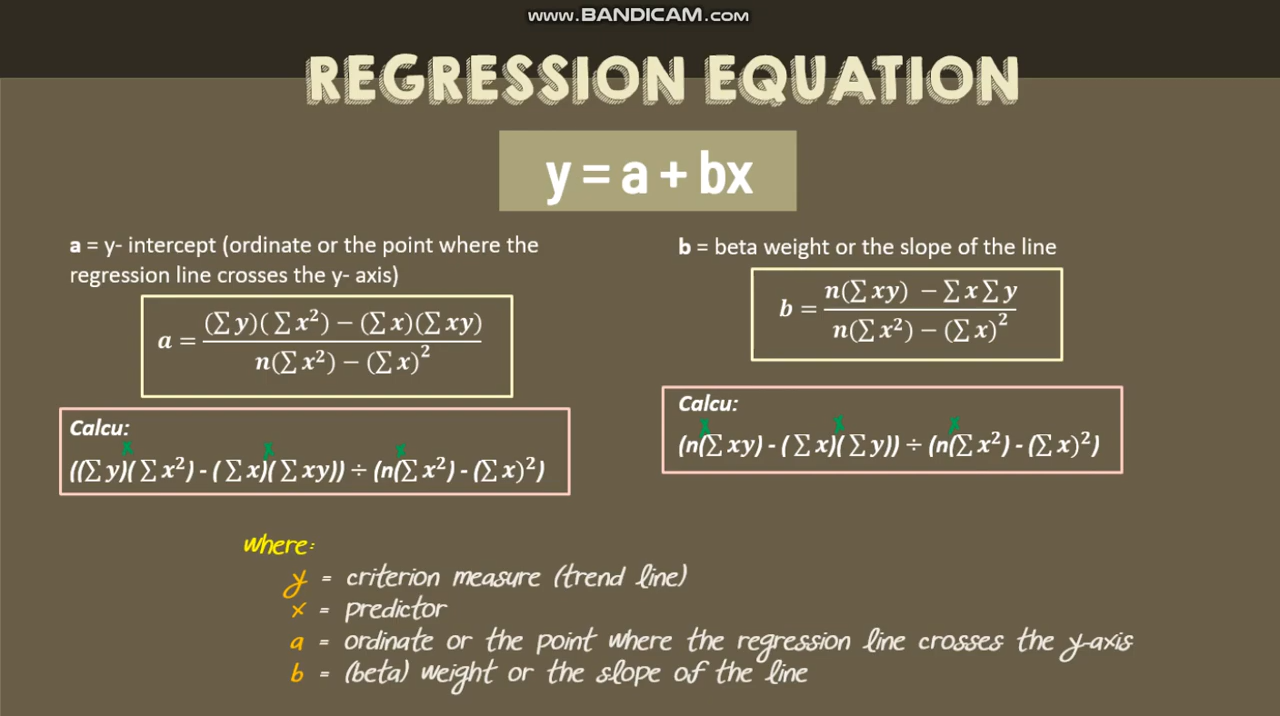 www.BANDICAM.com
REGRESSION EQUATION
y = a + bx
a = y- intercept (ordinate or the point where the
regression line crosses the y- axis)
a = (∑ y)( ∑ x²) − (∑ x)(∑ xy) / n(∑ x²) − (∑ x)²
Calcu:
x x x
((∑ y)( ∑ x²) - ( ∑ x)( ∑ xy)) ÷ (n(∑ x²) - (∑ x)²)
b = beta weight or the slope of the line
b = n(∑ xy) − ∑ x ∑ y / n(∑ x²) − (∑ x)²
Calcu:
x x x
(n(∑ xy) - ( ∑ x)( ∑ y)) ÷ (n(∑ x²) - (∑ x)²)
where:
y = criterion measure (trend line)
x = predictor
a = ordinate or the point where the regression line crosses the y-axis
b = (beta) weight or the slope of the line